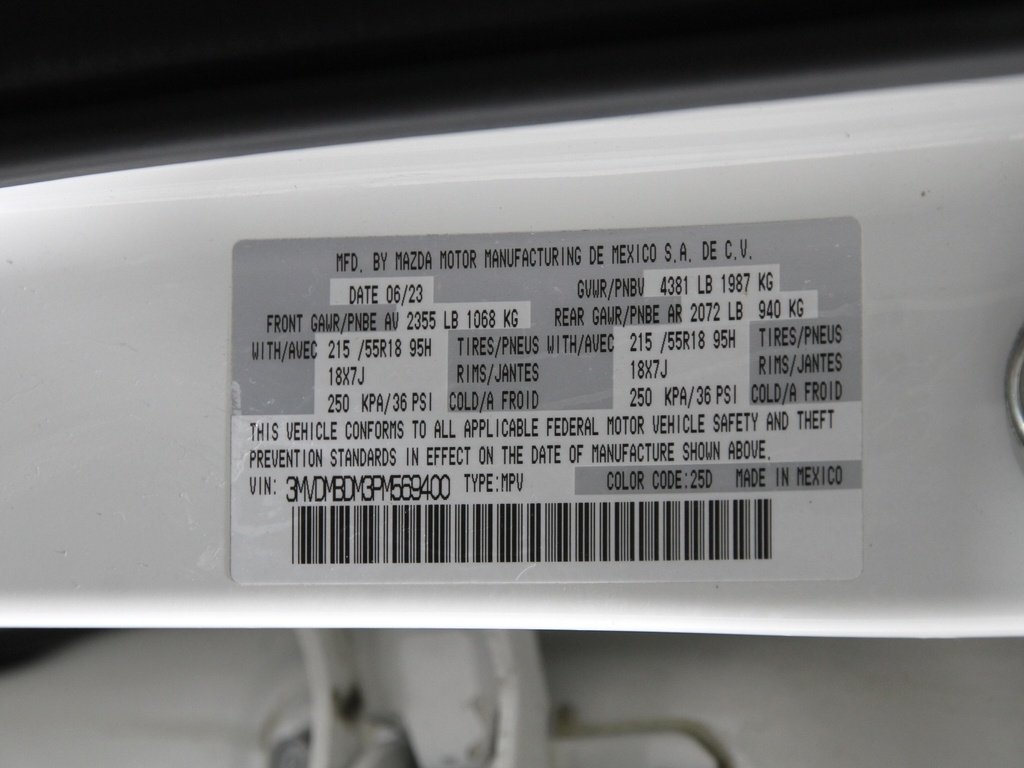 MFD. BY MAZDA MOTOR MANUFACTURING DE MEXICO S.A. DE C.V.
DATE 06/23 GVWR/PNBV 4381 LB 1987 KG
FRONT GAWR/PNBE AV 2355 LB 1068 KG REAR GAWR/PNBE AR 2072 LB 940 KG
WITH/AVEC 215 /55R18 95H TIRES/PNEUS WITH/AVEC 215 /55R18 95H TIRES/PNEUS
18X7J RIMS/JANTES 18X7J RIMS/JANTES
250 KPA/36 PSI COLD/A FROID 250 KPA/36 PSI COLD/A FROID
THIS VEHICLE CONFORMS TO ALL APPLICABLE FEDERAL MOTOR VEHICLE SAFETY AND THEFT
PREVENTION STANDARDS IN EFFECT ON THE DATE OF MANUFACTURE SHOWN ABOVE.
VIN: 3MVDMBDM3PM569400 TYPE:MPV COLOR CODE:25D MADE IN MEXICO